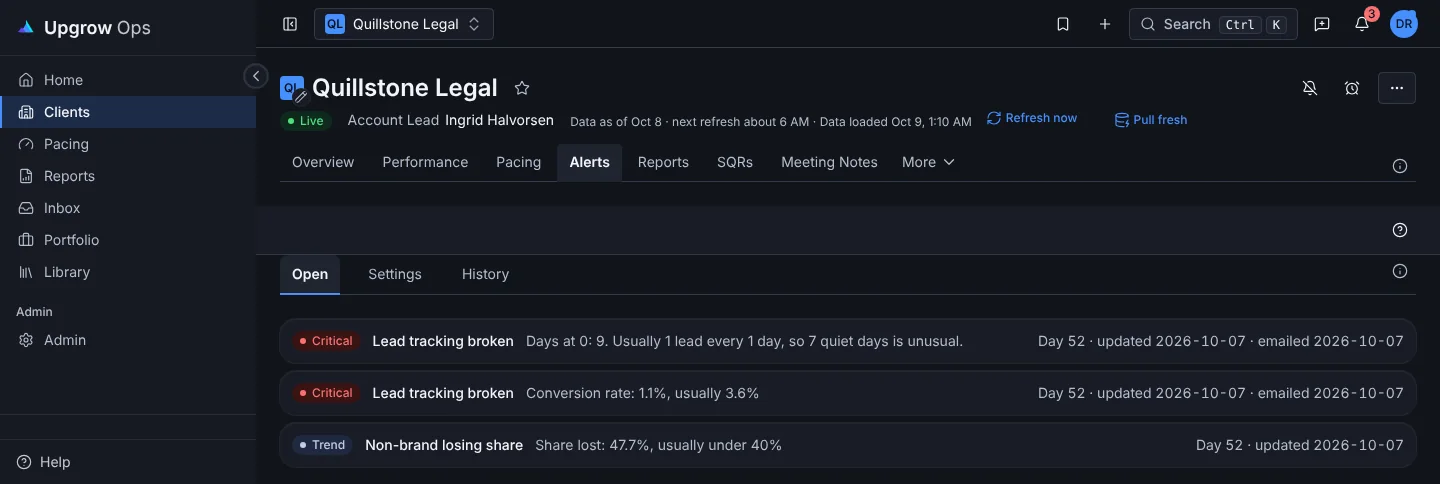 Upgrow Ops
QL Quillstone Legal
Search Ctrl K
3
DR
Home
Clients
Pacing
Reports
Inbox
Portfolio
Library
Admin
Admin
Help
QL Quillstone Legal
Live Account Lead Ingrid Halvorsen Data as of Oct 8 · next refresh about 6 AM · Data loaded Oct 9, 1:10 AM Refresh now Pull fresh
Overview Performance Pacing Alerts Reports SQRs Meeting Notes More
Open Settings History
Critical Lead tracking broken Days at 0: 9. Usually 1 lead every 1 day, so 7 quiet days is unusual. Day 52 · updated 2026-10-07 · emailed 2026-10-07
Critical Lead tracking broken Conversion rate: 1.1%, usually 3.6% Day 52 · updated 2026-10-07 · emailed 2026-10-07
Trend Non-brand losing share Share lost: 47.7%, usually under 40% Day 52 · updated 2026-10-07